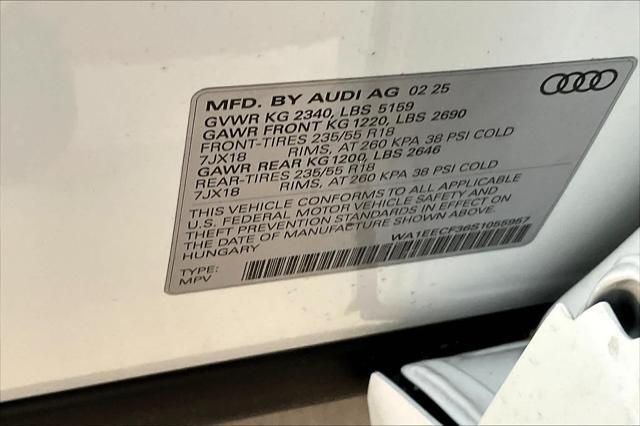 MFD. BY AUDI AG 02 25
GVWR KG 2340, LBS 5159
GAWR FRONT KG 1220, LBS 2690
FRONT-TIRES 235/55 R18
7JX18 RIMS, AT 260 KPA 38 PSI COLD
GAWR REAR KG 1200, LBS 2646
REAR-TIRES 235/55 R18
7JX18 RIMS, AT 260 KPA 38 PSI COLD
THIS VEHICLE CONFORMS TO ALL APPLICABLE
U.S. FEDERAL MOTOR VEHICLE SAFETY AND
THEFT PREVENTION STANDARDS IN EFFECT ON
THE DATE OF MANUFACTURE SHOWN ABOVE.
HUNGARY WA1EECF36S1055967
TYPE:
MPV